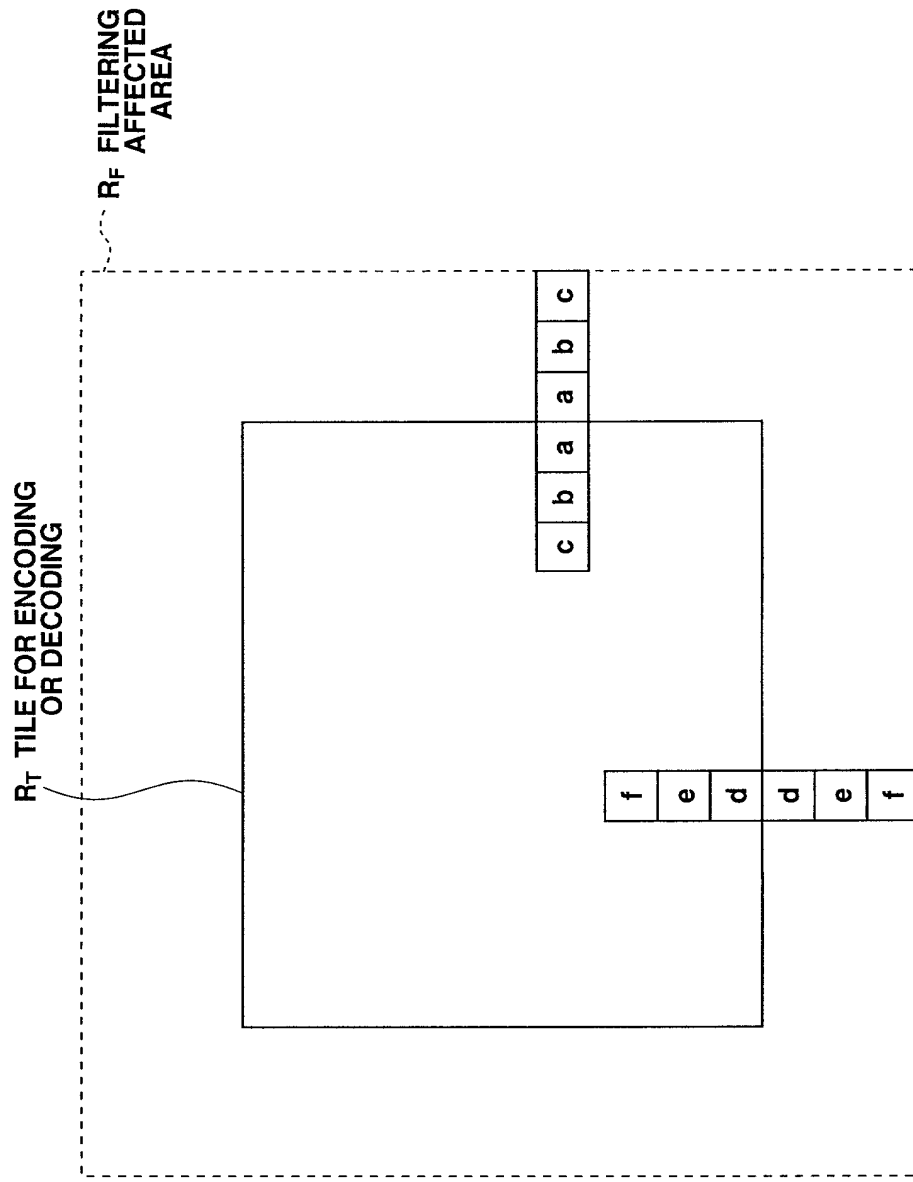 R_T TILE FOR ENCODING
OR DECODING
R_F FILTERING
AFFECTED
AREA
c
b
a
a
b
c
f
e
d
d
e
f